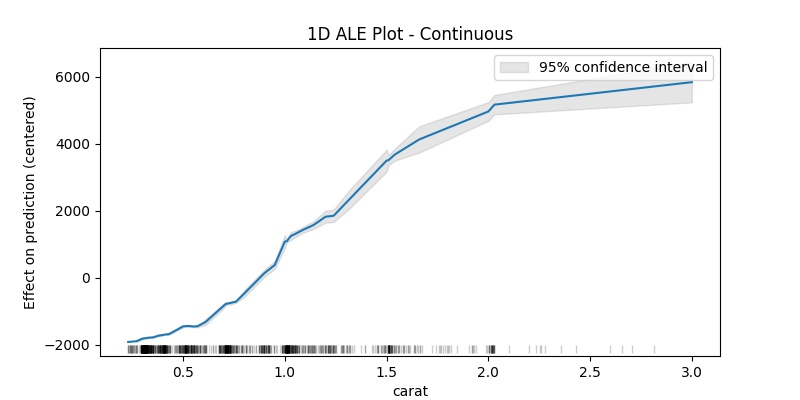 1D ALE Plot - Continuous
95% confidence interval
Effect on prediction (centered)
6000
4000
2000
0
−2000
0.5 1.0 1.5 2.0 2.5 3.0
carat